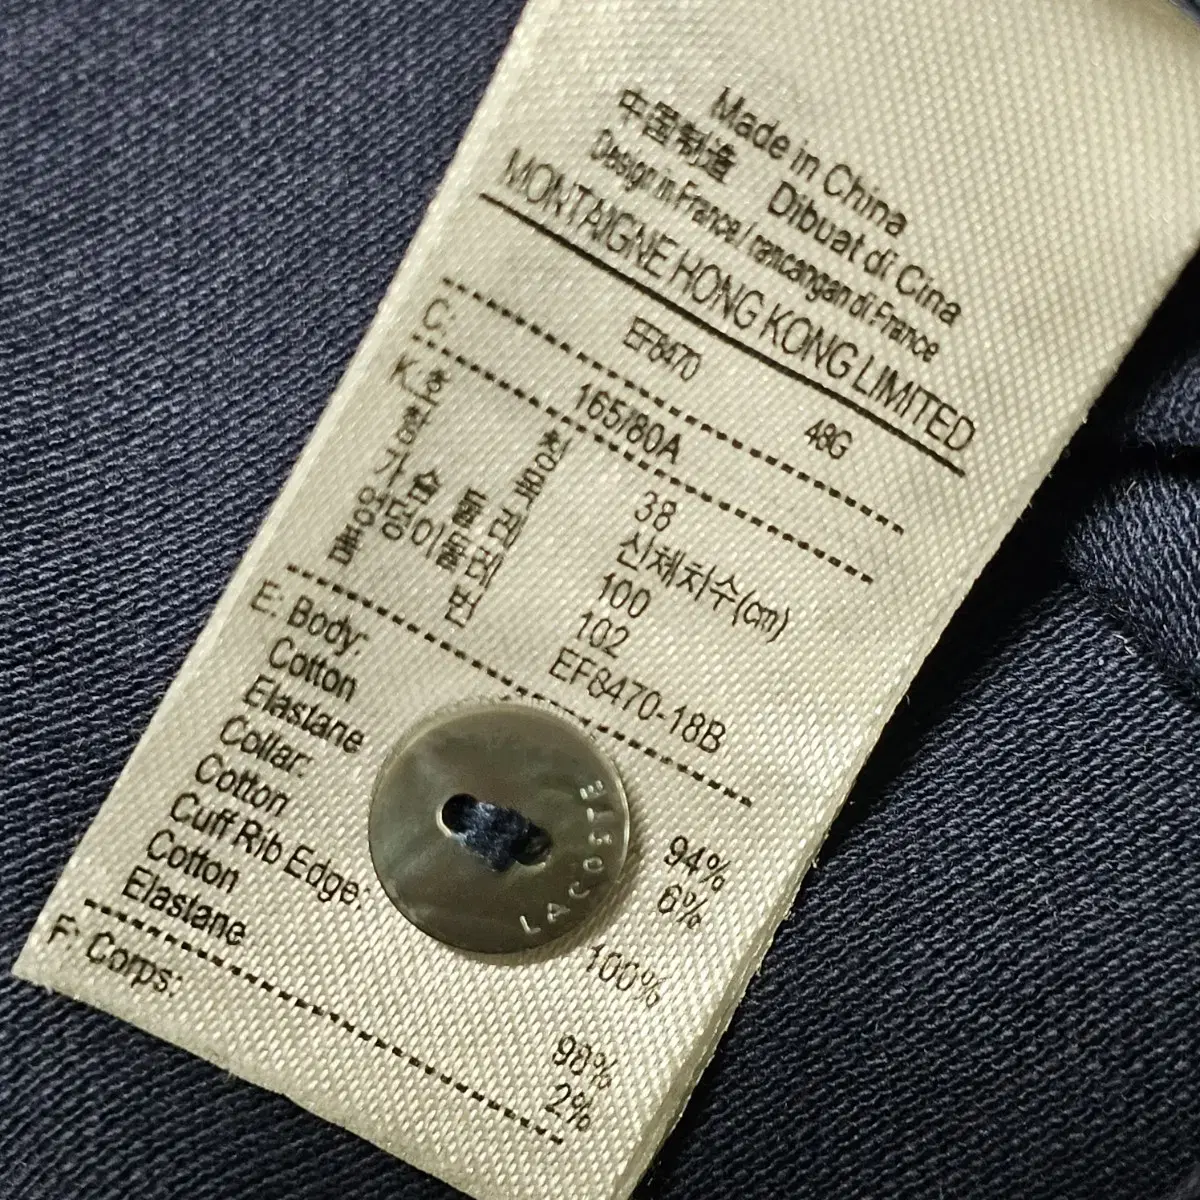 Made in China
中国制造 Dibuat di Cina
Design in France / rancangan di France
MONTAIGNE HONG KONG LIMITED
EF8470 48G
C: 165/80A
K: 호칭 38
신체치수(cm)
가슴둘레 100
엉덩이둘레 102
품번 EF8470-18B
E: Body:
Cotton 94%
Elastane 6%
Collar:
Cotton 100%
Cuff Rib Edge:
Cotton 98%
Elastane 2%
F: Corps:
LACOSTE